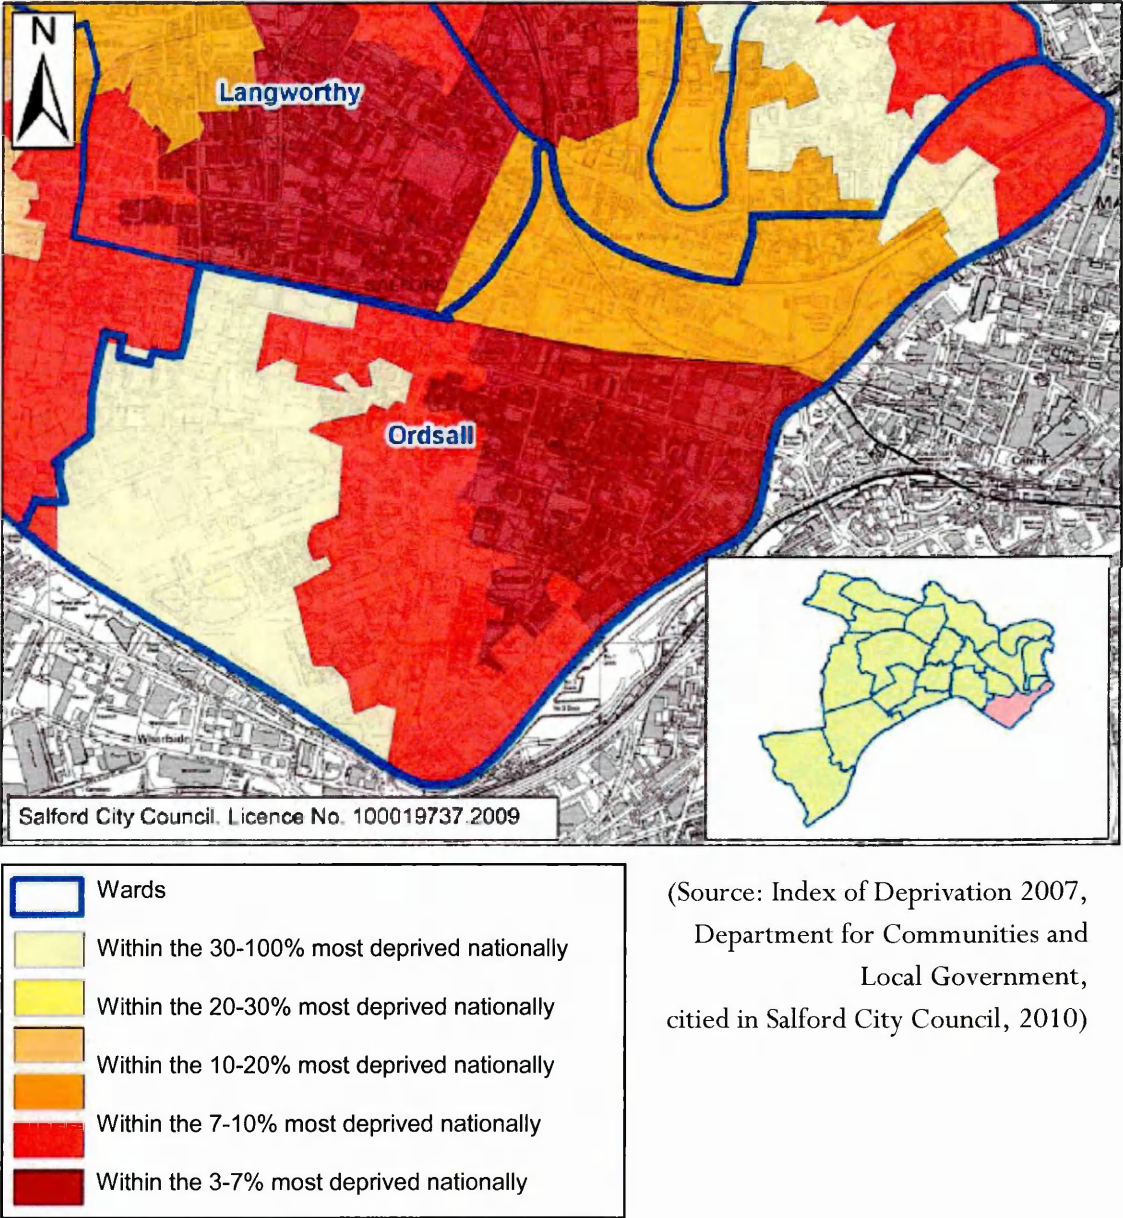 N
Langworthy
MA
SALFORD
Ordsall
Wharfside
Salford City Council. Licence No. 100019737.2009
Wards
Within the 30-100% most deprived nationally
Within the 20-30% most deprived nationally
Within the 10-20% most deprived nationally
Within the 7-10% most deprived nationally
Within the 3-7% most deprived nationally
(Source: Index of Deprivation 2007,
Department for Communities and
Local Government,
citied in Salford City Council, 2010)